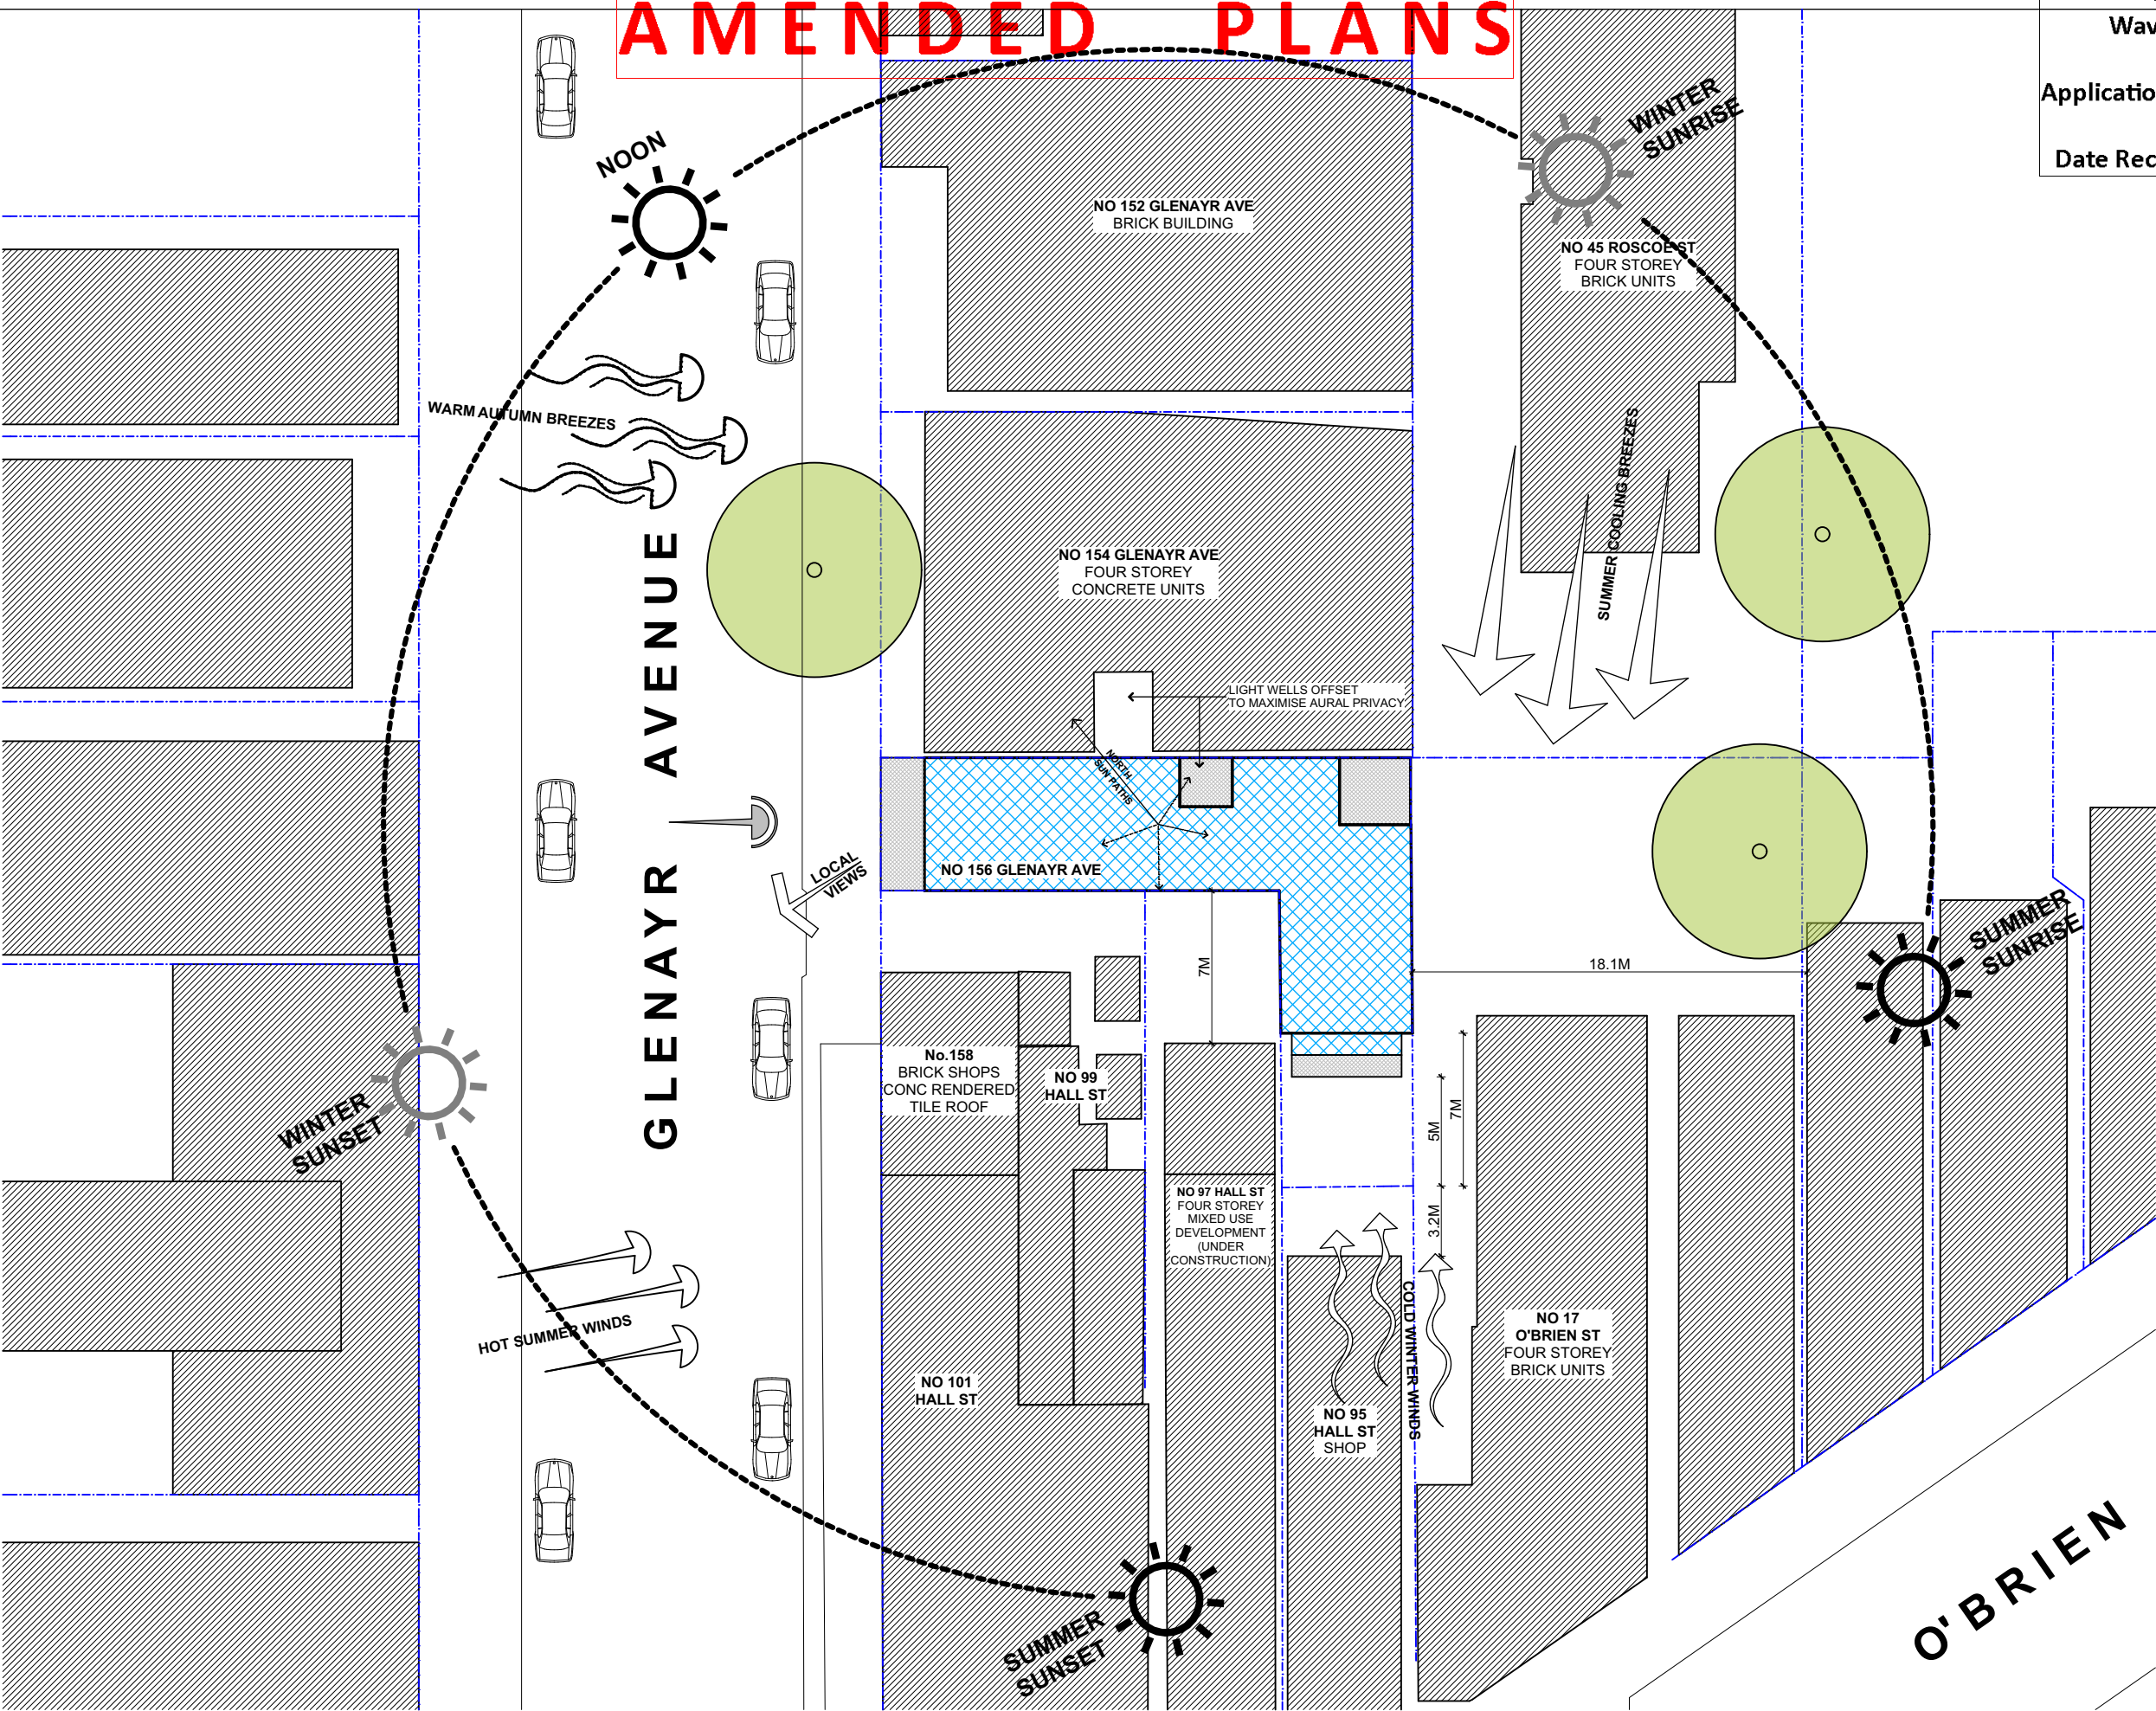 AMENDED PLANS
Wav
Applicatio
Date Rec
NOON
WINTER
SUNRISE
NO 152 GLENAYR AVE
BRICK BUILDING
NO 45 ROSCOE ST
FOUR STOREY
BRICK UNITS
WARM AUTUMN BREEZES
SUMMER COOLING BREEZES
GLENAYR AVENUE
NO 154 GLENAYR AVE
FOUR STOREY
CONCRETE UNITS
LIGHT WELLS OFFSET
TO MAXIMISE AURAL PRIVACY
NORTH
SUN PATHS
NO 156 GLENAYR AVE
LOCAL
VIEWS
7M
18.1M
SUMMER
SUNRISE
No.158
BRICK SHOPS
CONC RENDERED
TILE ROOF
NO 99
HALL ST
7M
5M
3.2M
WINTER
SUNSET
NO 97 HALL ST
FOUR STOREY
MIXED USE
DEVELOPMENT
(UNDER
CONSTRUCTION)
HOT SUMMER WINDS
COLD WINTER WINDS
NO 17
O'BRIEN ST
FOUR STOREY
BRICK UNITS
NO 101
HALL ST
NO 95
HALL ST
SHOP
SUMMER
SUNSET
O'BRIEN